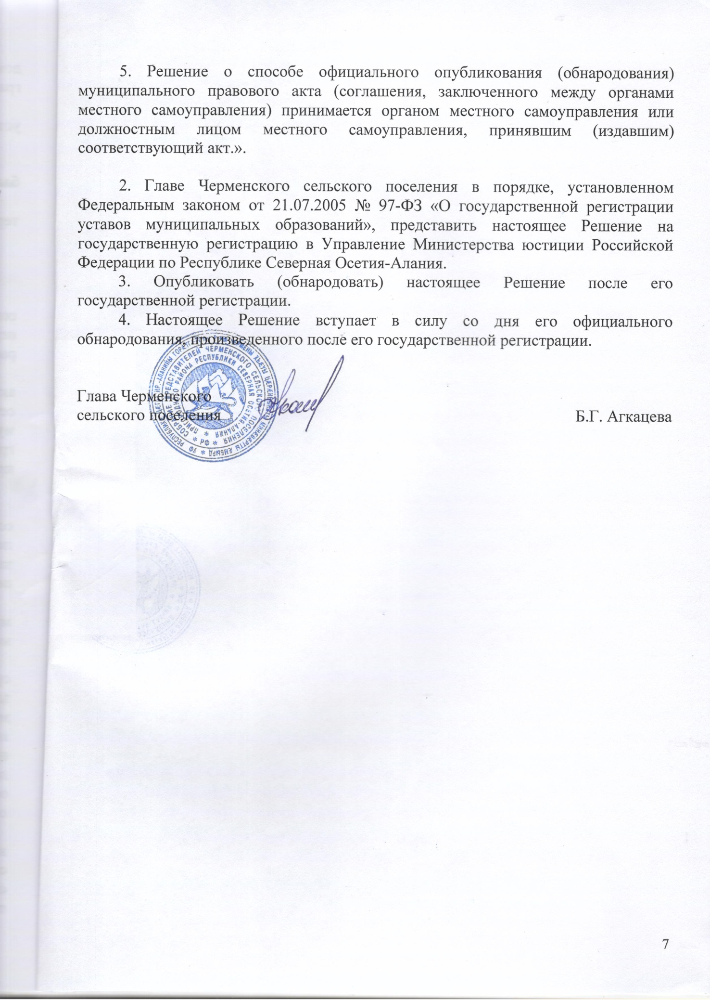 5. Решение о способе официального опубликования (обнародования)
муниципального правового акта (соглашения, заключенного между органами
местного самоуправления) принимается органом местного самоуправления или
должностным лицом местного самоуправления, принявшим (издавшим)
соответствующий акт.».
2. Главе Черменского сельского поселения в порядке, установленном
Федеральным законом от 21.07.2005 № 97-ФЗ «О государственной регистрации
уставов муниципальных образований», представить настоящее Решение на
государственную регистрацию в Управление Министерства юстиции Российской
Федерации по Республике Северная Осетия-Алания.
3. Опубликовать (обнародовать) настоящее Решение после его
государственной регистрации.
4. Настоящее Решение вступает в силу со дня его официального
обнародования, произведенного после его государственной регистрации.
Глава Черменского
сельского поселения
Б.Г. Агкацева
СОБРАНИЕ ПРЕДСТАВИТЕЛЕЙ ЧЕРМЕНСКОГО СЕЛЬСКОГО ПОСЕЛЕНИЯ * РФ *
ПРИГОРОДНОГО РАЙОНА РЕСПУБЛИКИ СЕВЕРНАЯ ОСЕТИЯ-АЛАНИЯ *
7